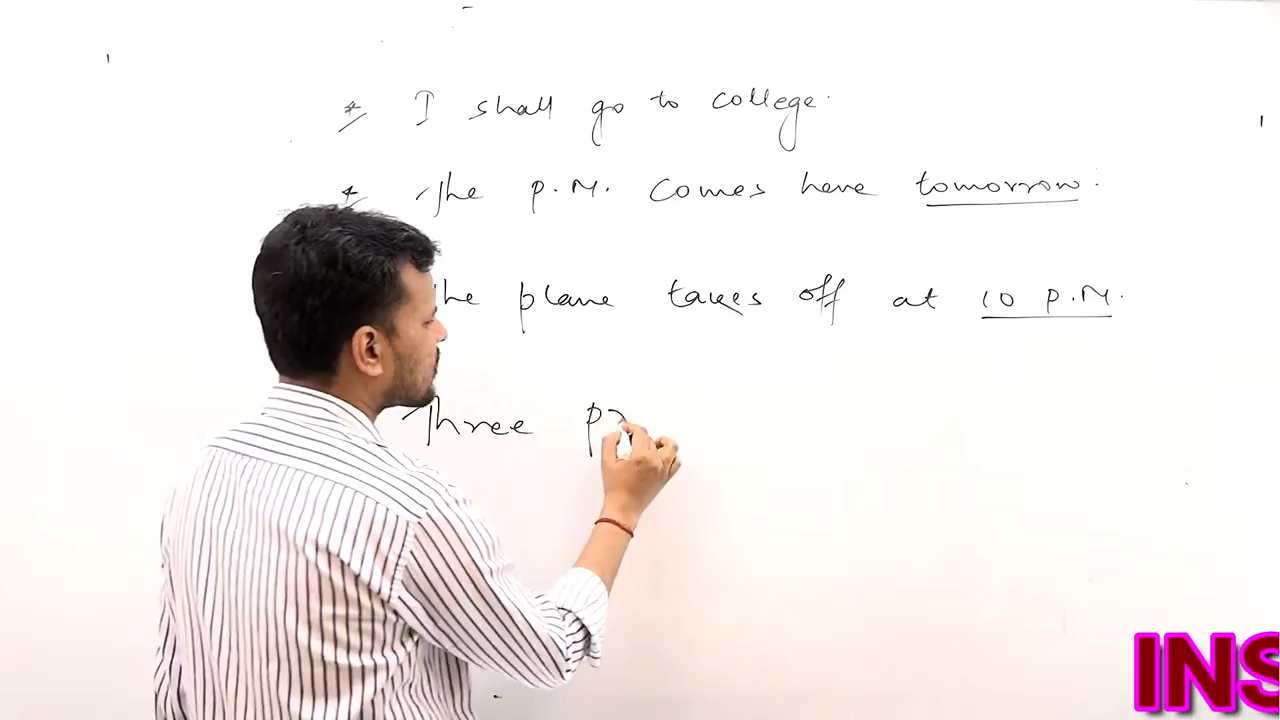 * I shall go to college.
* The P.M. comes here tomorrow.
The plane takes off at 10 P.M.
Three
INS